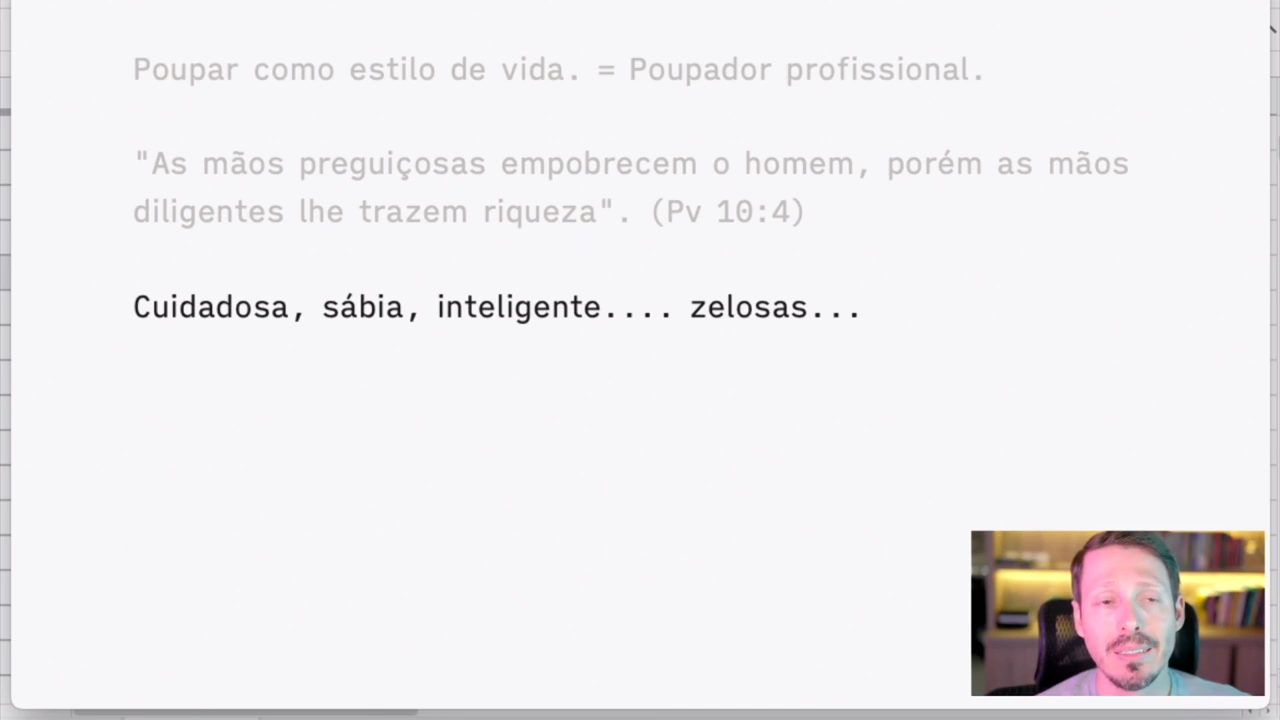 Poupar como estilo de vida. = Poupador profissional.
"As mãos preguiçosas empobrecem o homem, porém as mãos
diligentes lhe trazem riqueza". (Pv 10:4)
Cuidadosa, sábia, inteligente.... zelosas...